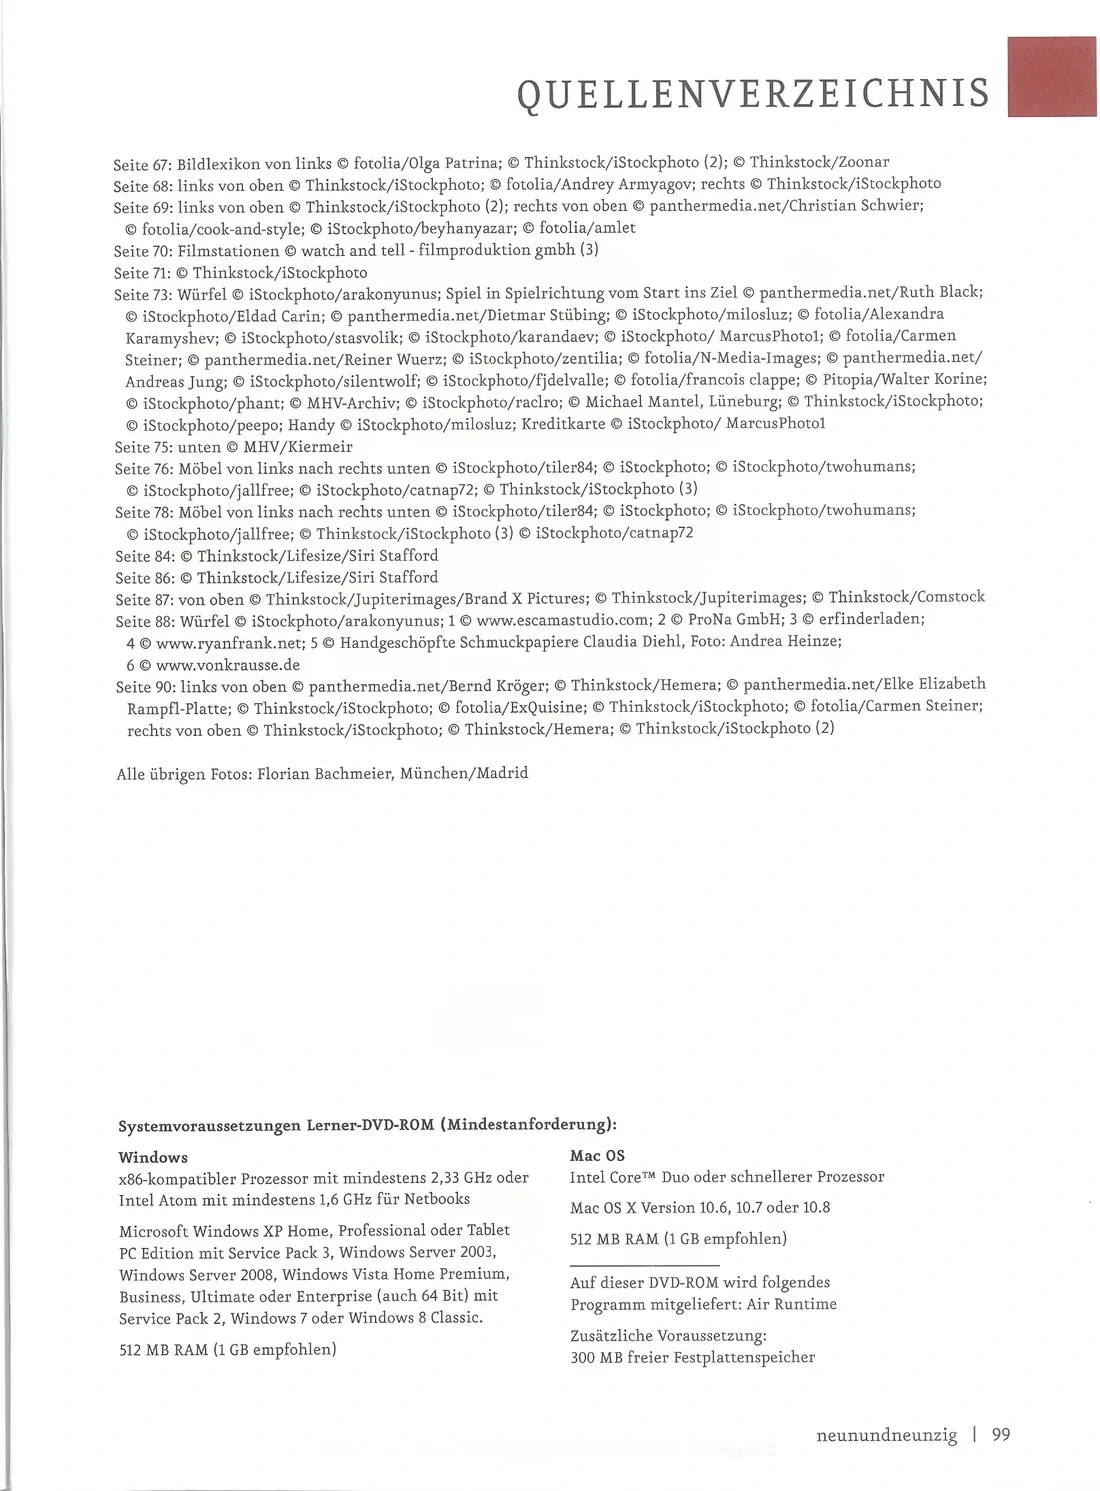 QUELLENVERZEICHNIS
Seite 67: Bildlexikon von links © fotolia/Olga Patrina; © Thinkstock/iStockphoto (2); © Thinkstock/Zoonar
Seite 68: links von oben © Thinkstock/iStockphoto; © fotolia/Andrey Armyagov; rechts © Thinkstock/iStockphoto
Seite 69: links von oben © Thinkstock/iStockphoto (2); rechts von oben © panthermedia.net/Christian Schwier;
© fotolia/cook-and-style; © iStockphoto/beyhanyazar; © fotolia/amlet
Seite 70: Filmstationen © watch and tell - filmproduktion gmbh (3)
Seite 71: © Thinkstock/iStockphoto
Seite 73: Würfel © iStockphoto/arakonyunus; Spiel in Spielrichtung vom Start ins Ziel © panthermedia.net/Ruth Black;
© iStockphoto/Eldad Carin; © panthermedia.net/Dietmar Stübing; © iStockphoto/milosluz; © fotolia/Alexandra
Karamyshev; © iStockphoto/stasvolik; © iStockphoto/karandaev; © iStockphoto/ MarcusPhoto1; © fotolia/Carmen
Steiner; © panthermedia.net/Reiner Wuerz; © iStockphoto/zentilia; © fotolia/N-Media-Images; © panthermedia.net/
Andreas Jung; © iStockphoto/silentwolf; © iStockphoto/fjdelvalle; © fotolia/francois clappe; © Pitopia/Walter Korine;
© iStockphoto/phant; © MHV-Archiv; © iStockphoto/raclro; © Michael Mantel, Lüneburg; © Thinkstock/iStockphoto;
© iStockphoto/peepo; Handy © iStockphoto/milosluz; Kreditkarte © iStockphoto/ MarcusPhoto1
Seite 75: unten © MHV/Kiermeir
Seite 76: Möbel von links nach rechts unten © iStockphoto/tiler84; © iStockphoto; © iStockphoto/twohumans;
© iStockphoto/jallfree; © iStockphoto/catnap72; © Thinkstock/iStockphoto (3)
Seite 78: Möbel von links nach rechts unten © iStockphoto/tiler84; © iStockphoto; © iStockphoto/twohumans;
© iStockphoto/jallfree; © Thinkstock/iStockphoto (3) © iStockphoto/catnap72
Seite 84: © Thinkstock/Lifesize/Siri Stafford
Seite 86: © Thinkstock/Lifesize/Siri Stafford
Seite 87: von oben © Thinkstock/Jupiterimages/Brand X Pictures; © Thinkstock/Jupiterimages; © Thinkstock/Comstock
Seite 88: Würfel © iStockphoto/arakonyunus; 1 © www.escamastudio.com; 2 © ProNa GmbH; 3 © erfinderladen;
4 © www.ryanfrank.net; 5 © Handgeschöpfte Schmuckpapiere Claudia Diehl, Foto: Andrea Heinze;
6 © www.vonkrausse.de
Seite 90: links von oben © panthermedia.net/Bernd Kröger; © Thinkstock/Hemera; © panthermedia.net/Elke Elizabeth
Rampfl-Platte; © Thinkstock/iStockphoto; © fotolia/ExQuisine; © Thinkstock/iStockphoto; © fotolia/Carmen Steiner;
rechts von oben © Thinkstock/iStockphoto; © Thinkstock/Hemera; © Thinkstock/iStockphoto (2)
Alle übrigen Fotos: Florian Bachmeier, München/Madrid
Systemvoraussetzungen Lerner-DVD-ROM (Mindestanforderung):
Windows
x86-kompatibler Prozessor mit mindestens 2,33 GHz oder
Intel Atom mit mindestens 1,6 GHz für Netbooks
Microsoft Windows XP Home, Professional oder Tablet
PC Edition mit Service Pack 3, Windows Server 2003,
Windows Server 2008, Windows Vista Home Premium,
Business, Ultimate oder Enterprise (auch 64 Bit) mit
Service Pack 2, Windows 7 oder Windows 8 Classic.
512 MB RAM (1 GB empfohlen)
Mac OS
Intel Core™ Duo oder schnellerer Prozessor
Mac OS X Version 10.6, 10.7 oder 10.8
512 MB RAM (1 GB empfohlen)
Auf dieser DVD-ROM wird folgendes
Programm mitgeliefert: Air Runtime
Zusätzliche Voraussetzung:
300 MB freier Festplattenspeicher
neunundneunzig | 99